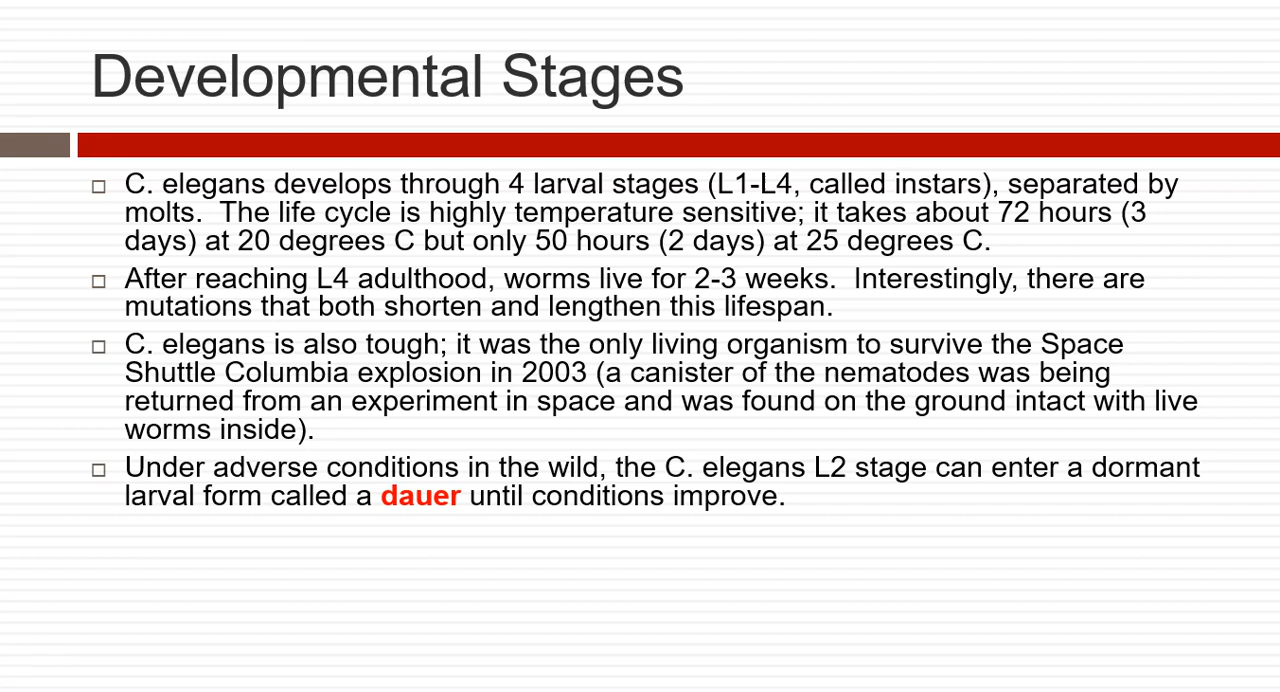 Developmental Stages
C. elegans develops through 4 larval stages (L1-L4, called instars), separated by
molts.  The life cycle is highly temperature sensitive; it takes about 72 hours (3
days) at 20 degrees C but only 50 hours (2 days) at 25 degrees C.
After reaching L4 adulthood, worms live for 2-3 weeks.  Interestingly, there are
mutations that both shorten and lengthen this lifespan.
C. elegans is also tough; it was the only living organism to survive the Space
Shuttle Columbia explosion in 2003 (a canister of the nematodes was being
returned from an experiment in space and was found on the ground intact with live
worms inside).
Under adverse conditions in the wild, the C. elegans L2 stage can enter a dormant
larval form called a dauer until conditions improve.